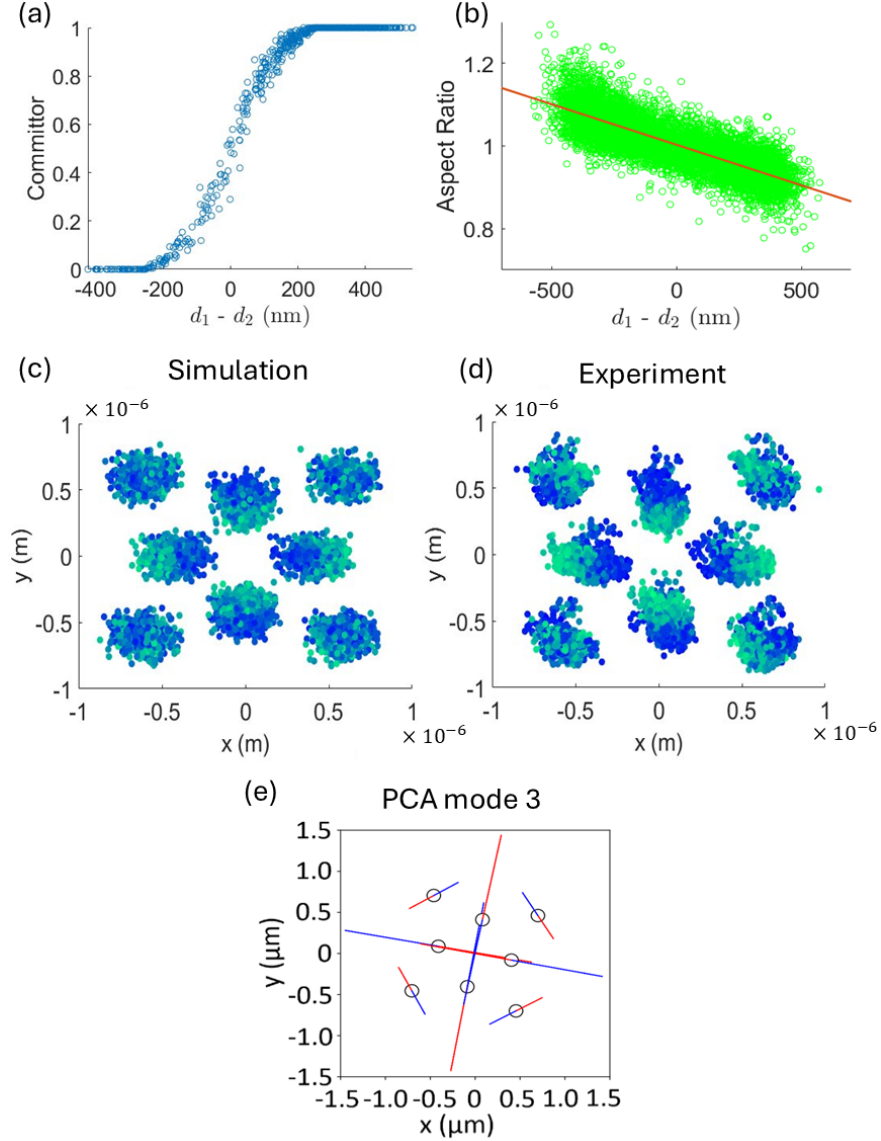 (a)
1
0.8
0.6
0.4
0.2
0
Committor
-400 -200 0 200 400
d₁ - d₂ (nm)
(b)
1.2
1
0.8
Aspect Ratio
-500 0 500
d₁ - d₂ (nm)
(c) Simulation
× 10⁻⁶
1
0.5
0
-0.5
-1
y (m)
-1 -0.5 0 0.5 1
x (m) × 10⁻⁶
(d) Experiment
× 10⁻⁶
1
0.5
0
-0.5
-1
y (m)
-1 -0.5 0 0.5 1
x (m) × 10⁻⁶
(e) PCA mode 3
1.5
1.0
0.5
0
-0.5
-1.0
-1.5
y (µm)
-1.5 -1.0 -0.5 0 0.5 1.0 1.5
x (µm)